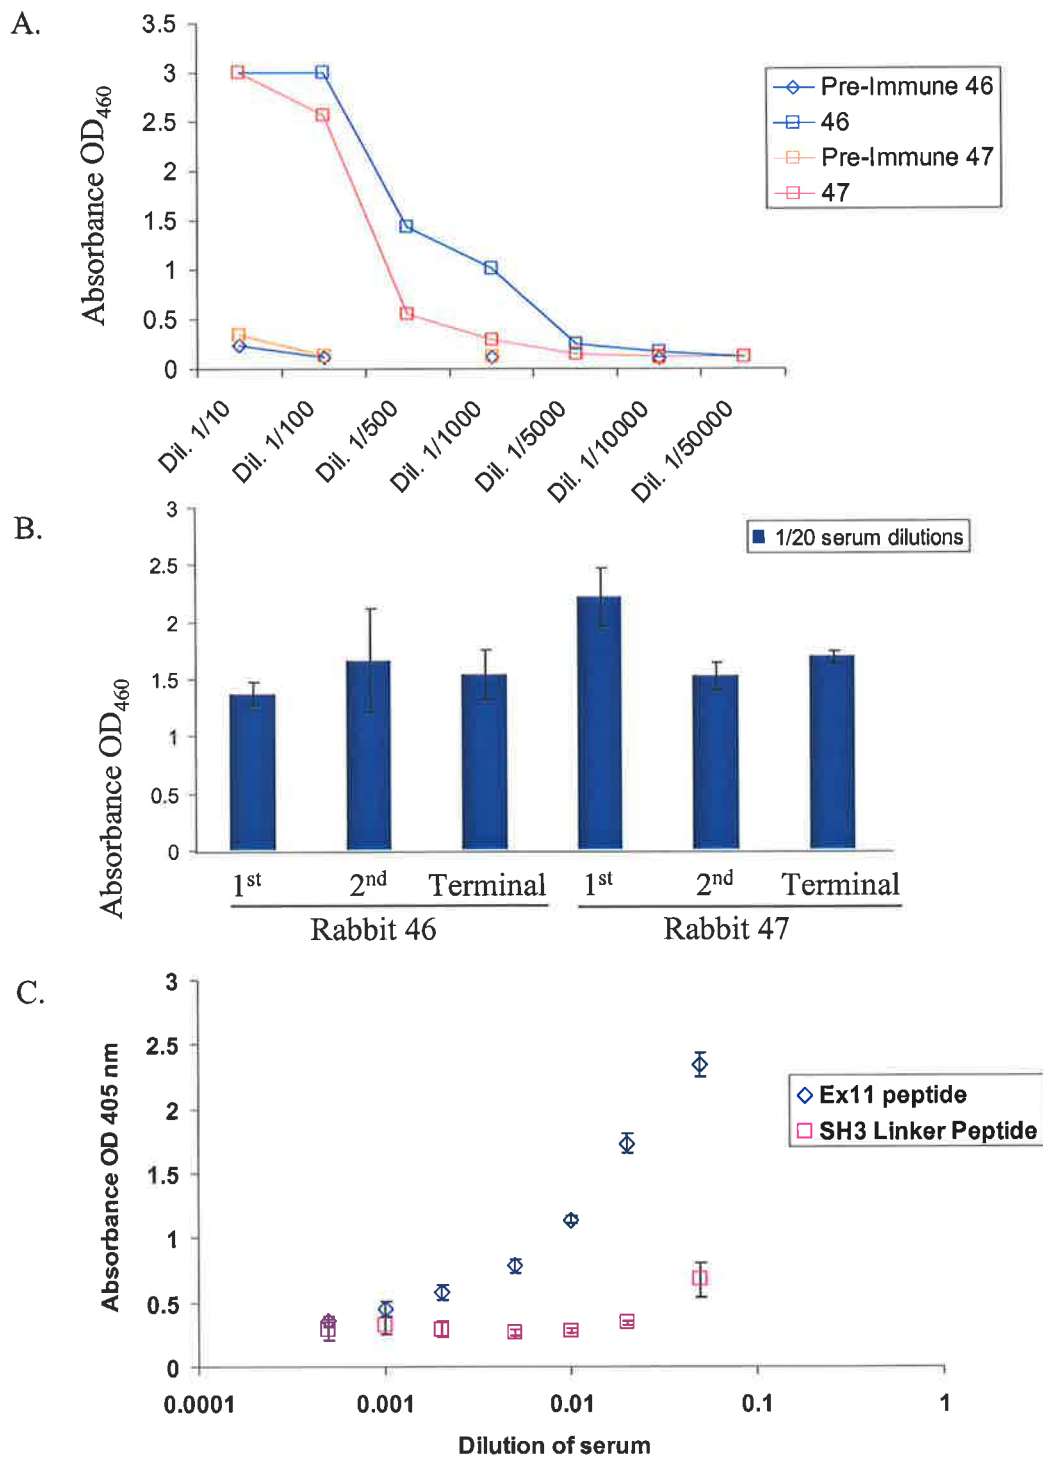 A.
3.5
3
2.5
2
1.5
1
0.5
0
Absorbance OD460
Pre-Immune 46
46
Pre-Immune 47
47
Dil. 1/10
Dil. 1/100
Dil. 1/500
Dil. 1/1000
Dil. 1/5000
Dil. 1/10000
Dil. 1/50000
B.
3
2.5
2
1.5
1
0.5
0
Absorbance OD460
1/20 serum dilutions
1st 2nd Terminal 1st 2nd Terminal
Rabbit 46 Rabbit 47
C.
3
2.5
2
1.5
1
0.5
0
Absorbance OD 405 nm
Ex11 peptide
SH3 Linker Peptide
0.0001 0.001 0.01 0.1 1
Dilution of serum